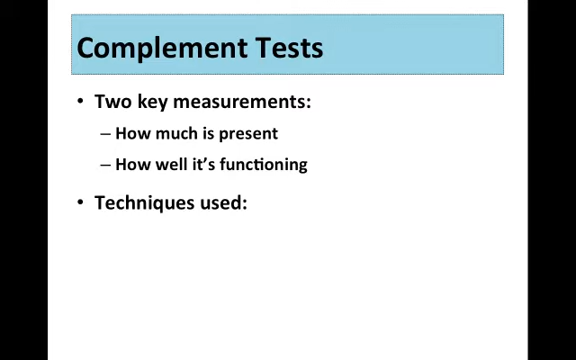 Complement Tests
• Two key measurements:
– How much is present
– How well it's functioning
• Techniques used: